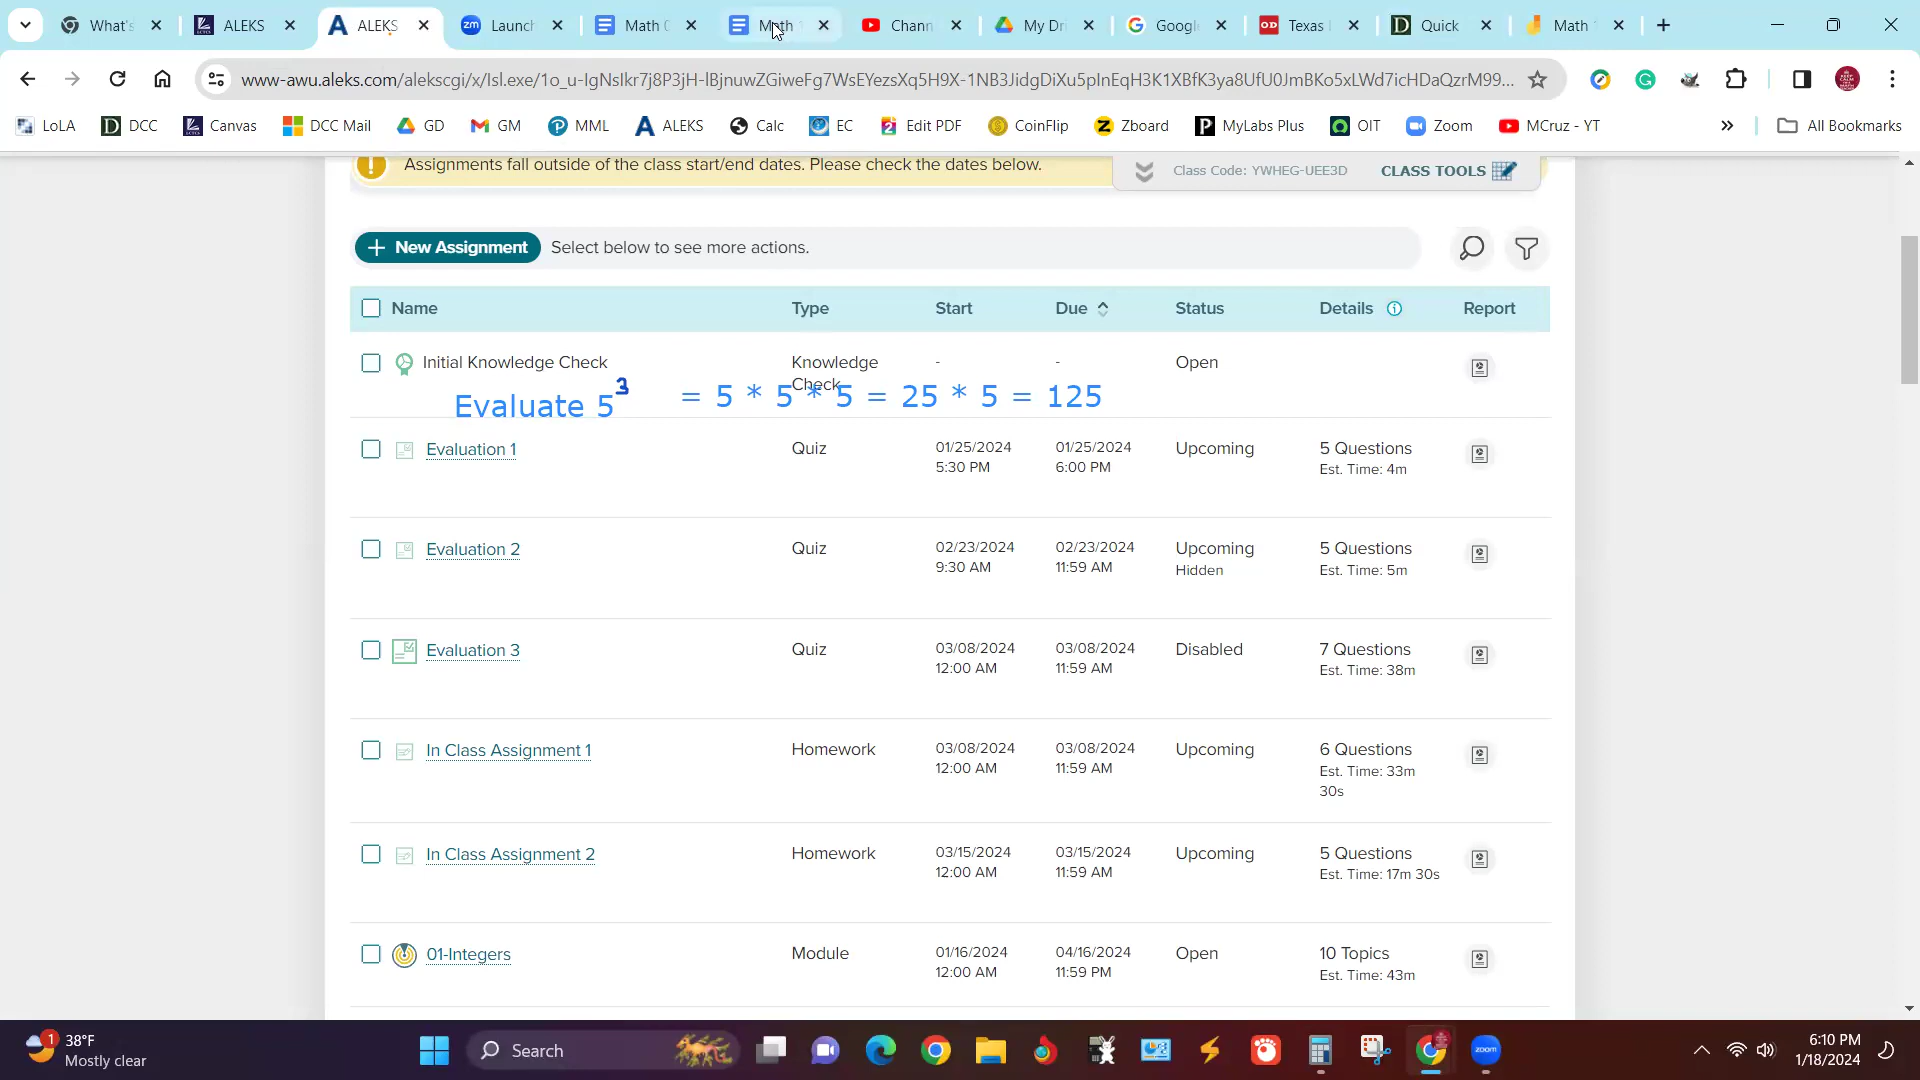 What's
ALEKS
ALEKS
Launc
Math
Math
Chann
My Dri
Google
Texas
Quick
Math
www-awu.aleks.com/alekscgi/x/Isl.exe/1o_u-IgNsIkr7j8P3jH-lBjnuwZGiweFg7WsEYezsXq5H9X-1NB3JidgDiXu5pInEqH3K1XBfK3ya8UfU0JmBKo5xLWd7icHDaQzrM99...
LoLA DCC Canvas DCC Mail GD GM MML ALEKS Calc EC Edit PDF CoinFlip Zboard MyLabs Plus OIT Zoom MCruz - YT » All Bookmarks
Assignments fall outside of the class start/end dates. Please check the dates below.
Class Code: YWHEG-UEE3D CLASS TOOLS
+ New Assignment Select below to see more actions.
Name Type Start Due Status Details Report
Initial Knowledge Check Knowledge Check - - Open
Evaluate 5³ = 5 * 5 * 5 = 25 * 5 = 125
Evaluation 1 Quiz 01/25/2024 01/25/2024 Upcoming 5 Questions
5:30 PM 6:00 PM Est. Time: 4m
Evaluation 2 Quiz 02/23/2024 02/23/2024 Upcoming 5 Questions
9:30 AM 11:59 AM Hidden Est. Time: 5m
Evaluation 3 Quiz 03/08/2024 03/08/2024 Disabled 7 Questions
12:00 AM 11:59 AM Est. Time: 38m
In Class Assignment 1 Homework 03/08/2024 03/08/2024 Upcoming 6 Questions
12:00 AM 11:59 AM Est. Time: 33m
30s
In Class Assignment 2 Homework 03/15/2024 03/15/2024 Upcoming 5 Questions
12:00 AM 11:59 AM Est. Time: 17m 30s
01-Integers Module 01/16/2024 04/16/2024 Open 10 Topics
12:00 AM 11:59 PM Est. Time: 43m
1 38°F
Mostly clear
Search
zoom
6:10 PM
1/18/2024